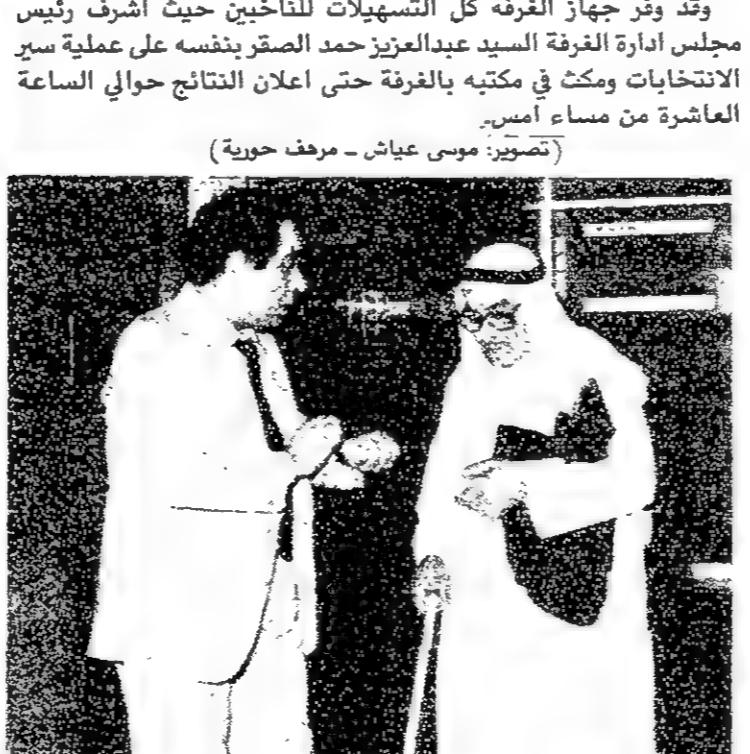 وقد وفر جهاز الغرفة كل التسهيلات للناخبين حيث اشرف رئيس
مجلس ادارة الغرفة السيد عبدالعزيز حمد الصقر بنفسه على عملية سير
الانتخابات ومكث في مكتبه بالغرفة حتى اعلان النتائج حوالي الساعة
العاشرة من مساء امس.
(تصوير: موسى عياش ـ مرهف حورية)